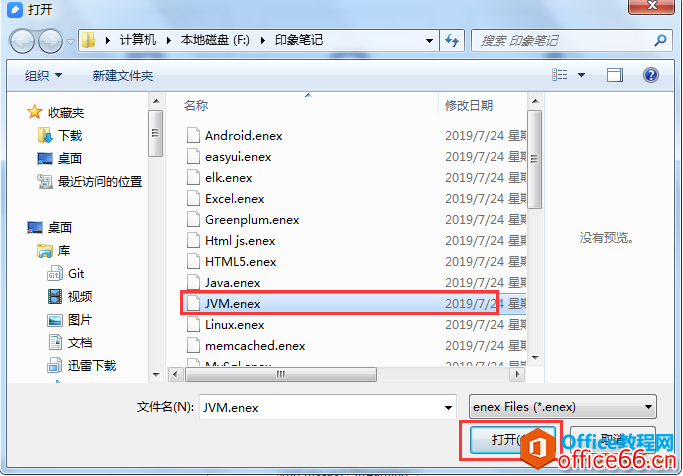 打开
计算机 本地磁盘 (F:) 印象笔记
搜索 印象笔记
组织 新建文件夹
收藏夹
下载
桌面
最近访问的位置
桌面
库
Git
视频
图片
文档
迅雷下载
名称 修改日期
Android.enex 2019/7/24 星期
easyui.enex 2019/7/24 星期
elk.enex 2019/7/24 星期
Excel.enex 2019/7/24 星期
Greenplum.enex 2019/7/24 星期
Html js.enex 2019/7/24 星期
HTML5.enex 2019/7/24 星期
Java.enex 2019/7/24 星期
JVM.enex 2019/7/24 星期
Linux.enex 2019/7/24 星期
memcached.enex 2019/7/24 星期
MySql.enex 2019/7/24 星期
没有预览。
文件名(N): JVM.enex
enex Files (*.enex)
打开( 取消
Office教程网
office66.cn